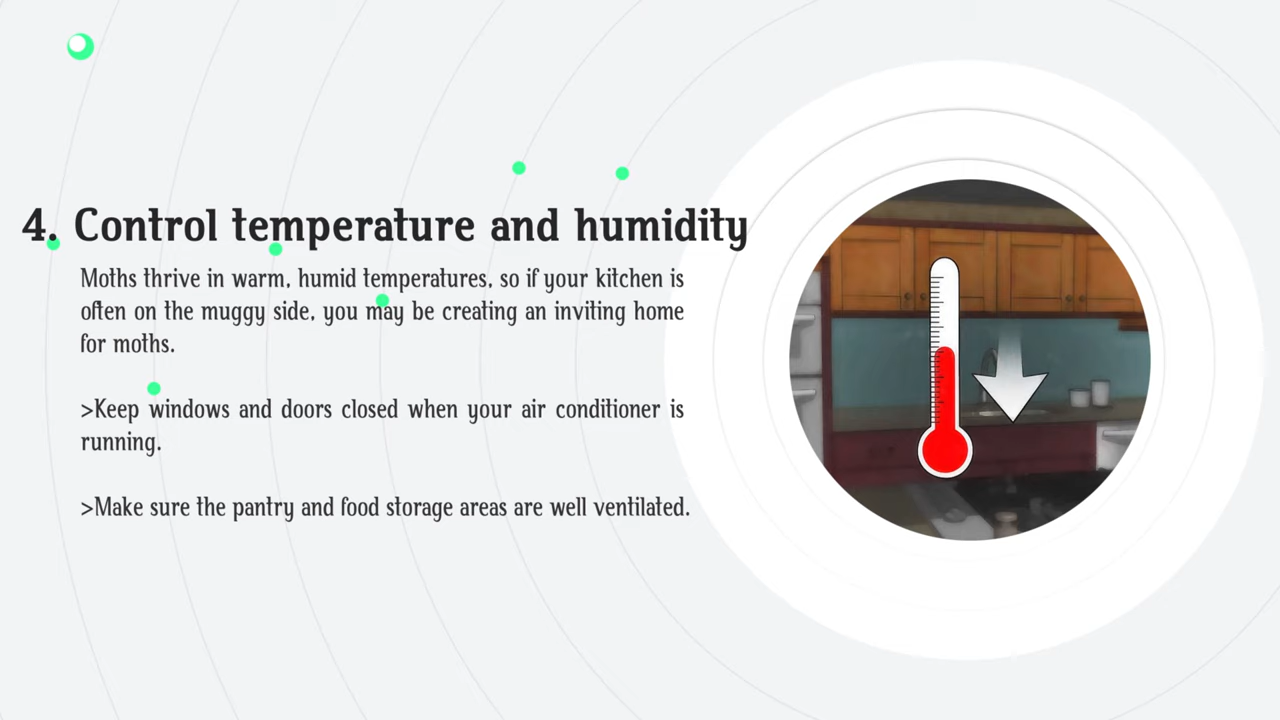 4. Control temperature and humidity
Moths thrive in warm, humid temperatures, so if your kitchen is
often on the muggy side, you may be creating an inviting home
for moths.
>Keep windows and doors closed when your air conditioner is
running.
>Make sure the pantry and food storage areas are well ventilated.